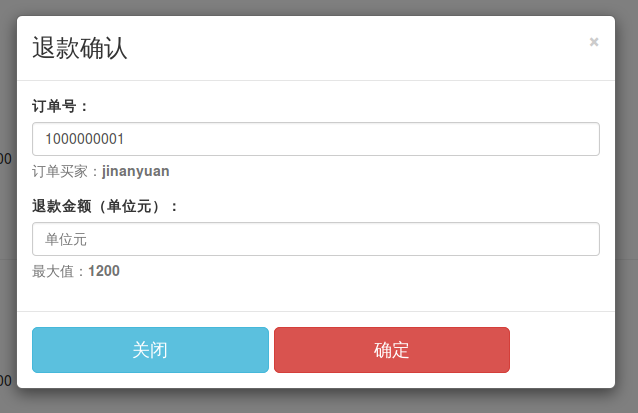 退款确认
×
订单号：
1000000001
订单买家：jinanyuan
退款金额（单位元）：
单位元
最大值：1200
关闭
确定
00
00